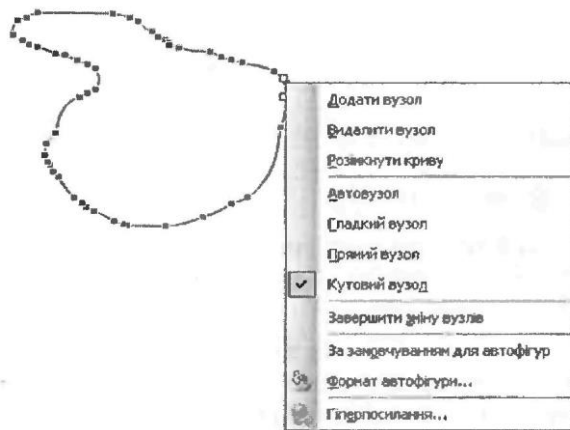 Додати вузол
Видалити вузол
Розімкнути криву
Автовузол
Гладкий вузол
Прямий вузол
Кутовий вузол
Завершити зміну вузлів
За замовчуванням для автофігур
Формат автофігури...
Гіперпосилання...